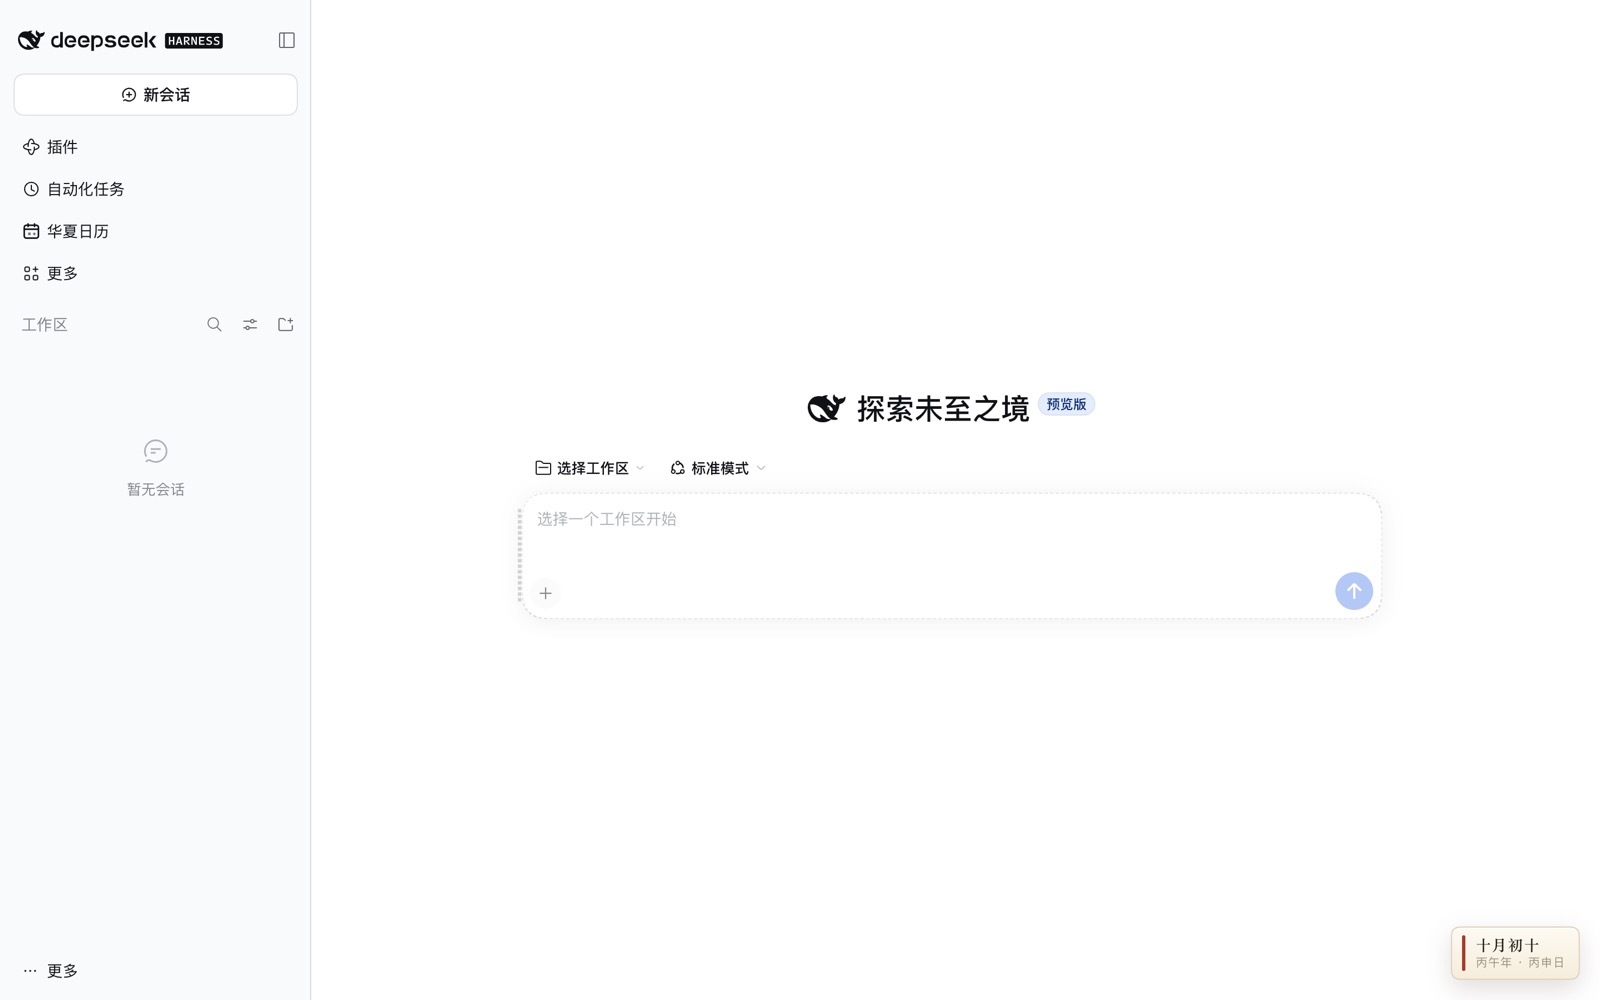 deepseek HARNESS
新会话
插件
自动化任务
华夏日历
更多
工作区
暂无会话
更多
探索未至之境 预览版
选择工作区 标准模式
选择一个工作区开始
十月初十
丙午年 · 丙申日